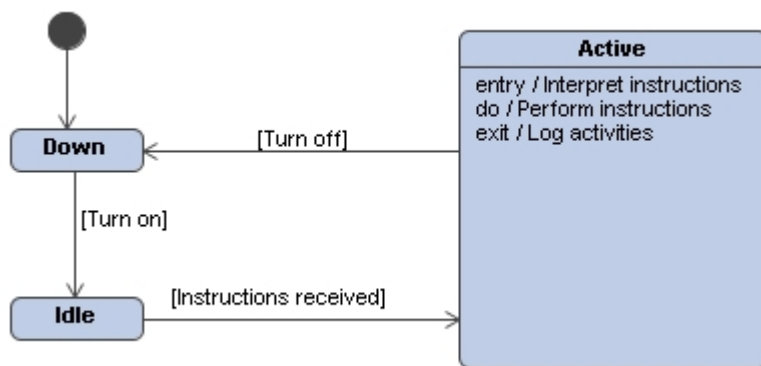 Active
entry / Interpret instructions
do / Perform instructions
exit / Log activities
Down
[Turn off]
[Turn on]
Idle
[Instructions received]